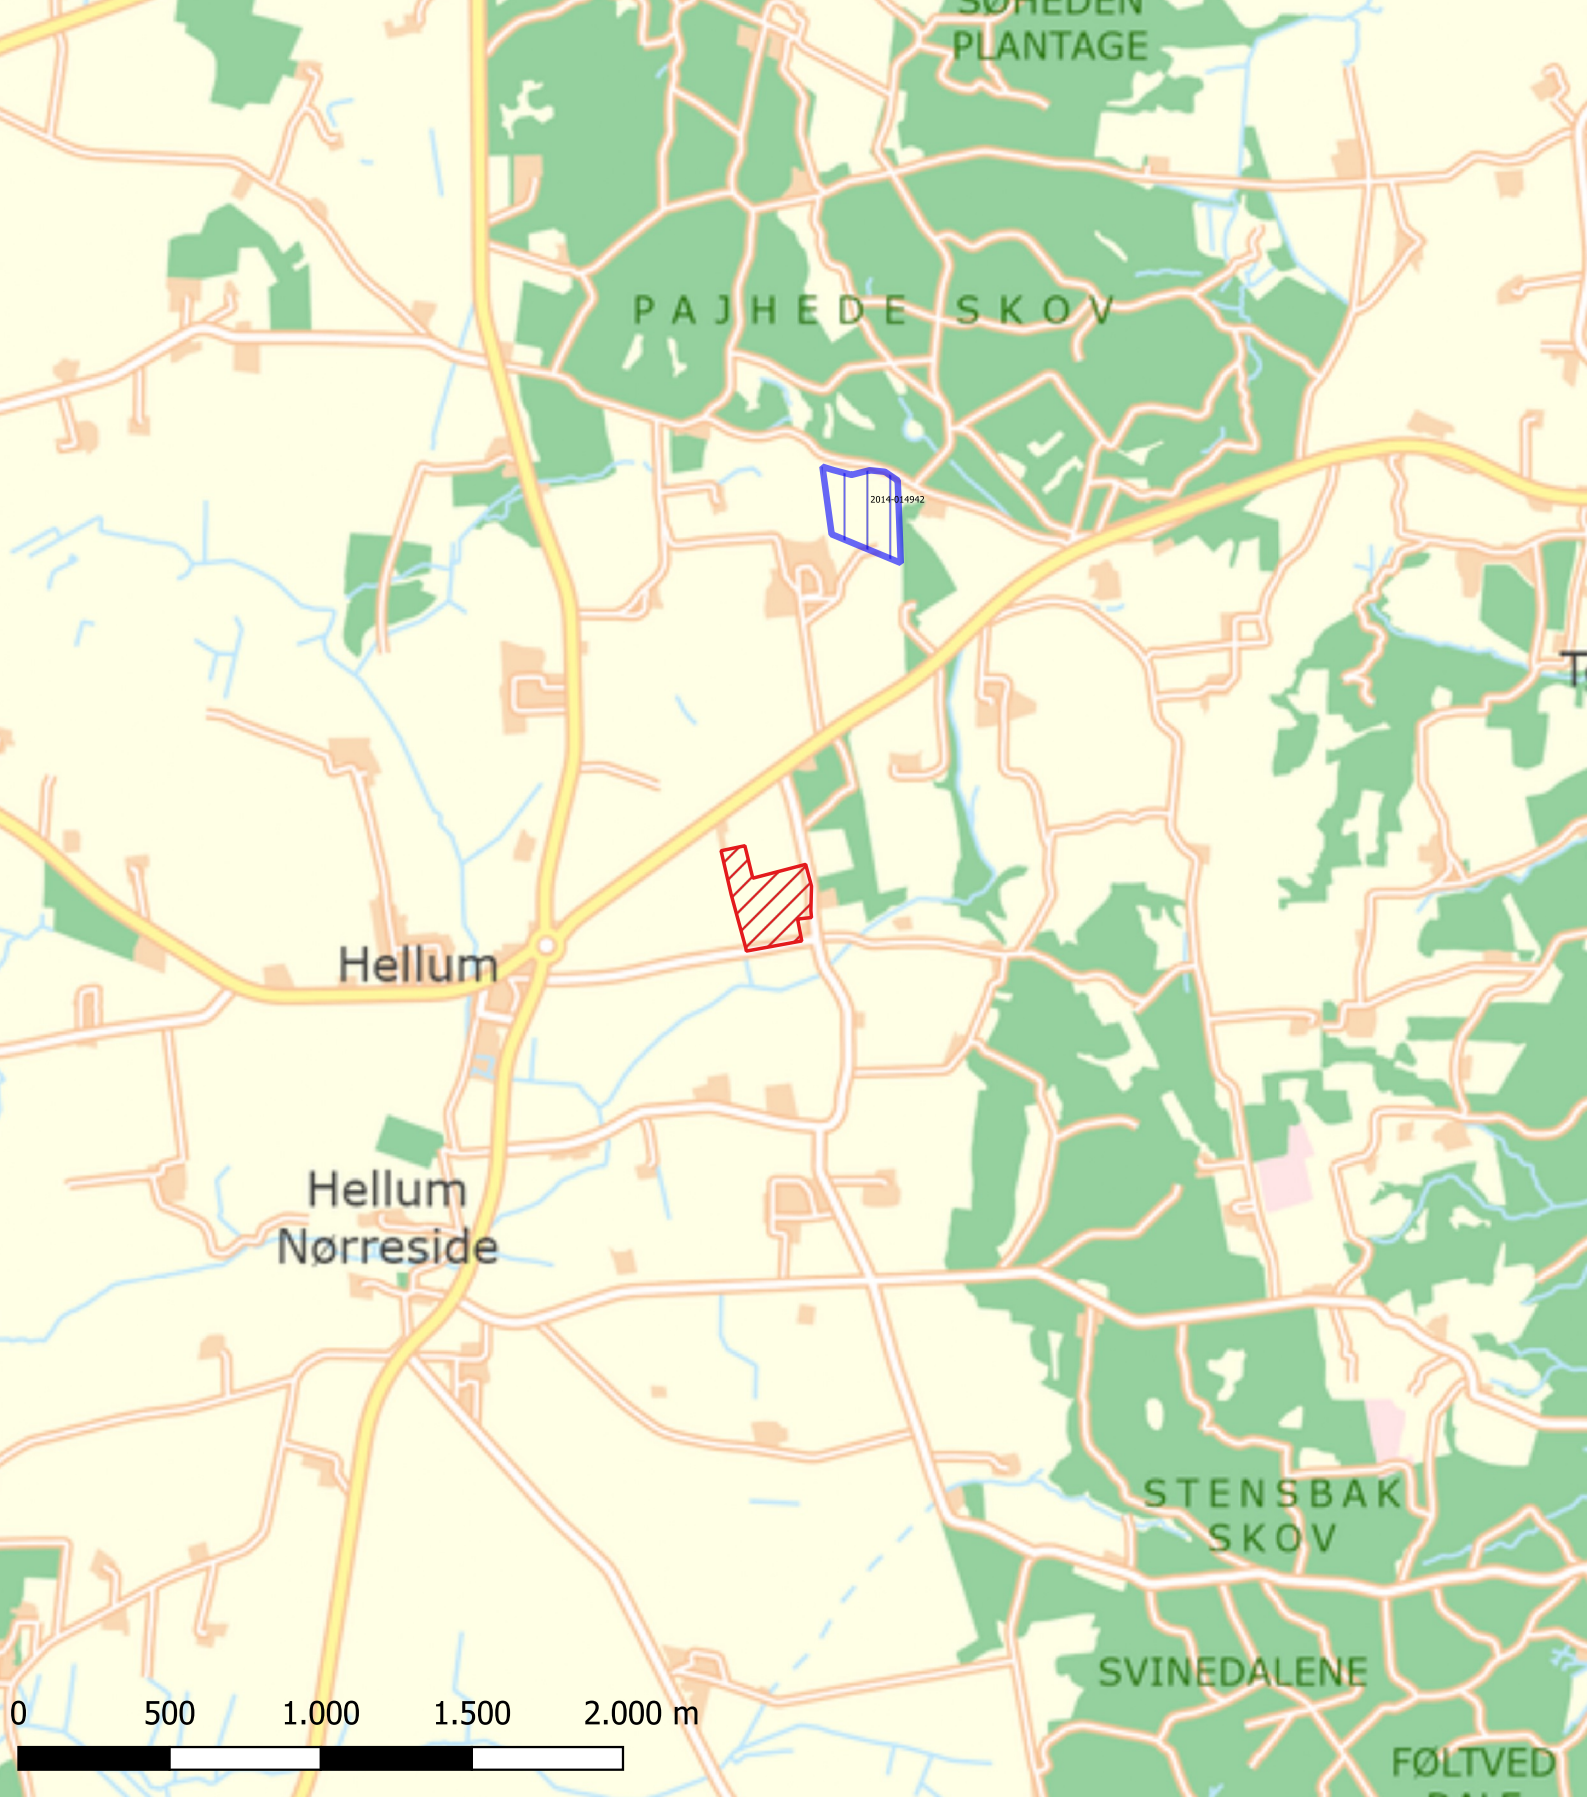 SØHEDEN
PLANTAGE
PAJHEDE SKOV
2014-014942
Hellum
Hellum
Nørreside
STENSBAK
SKOV
SVINEDALENE
0 500 1.000 1.500 2.000 m
FØLTVED
DALE